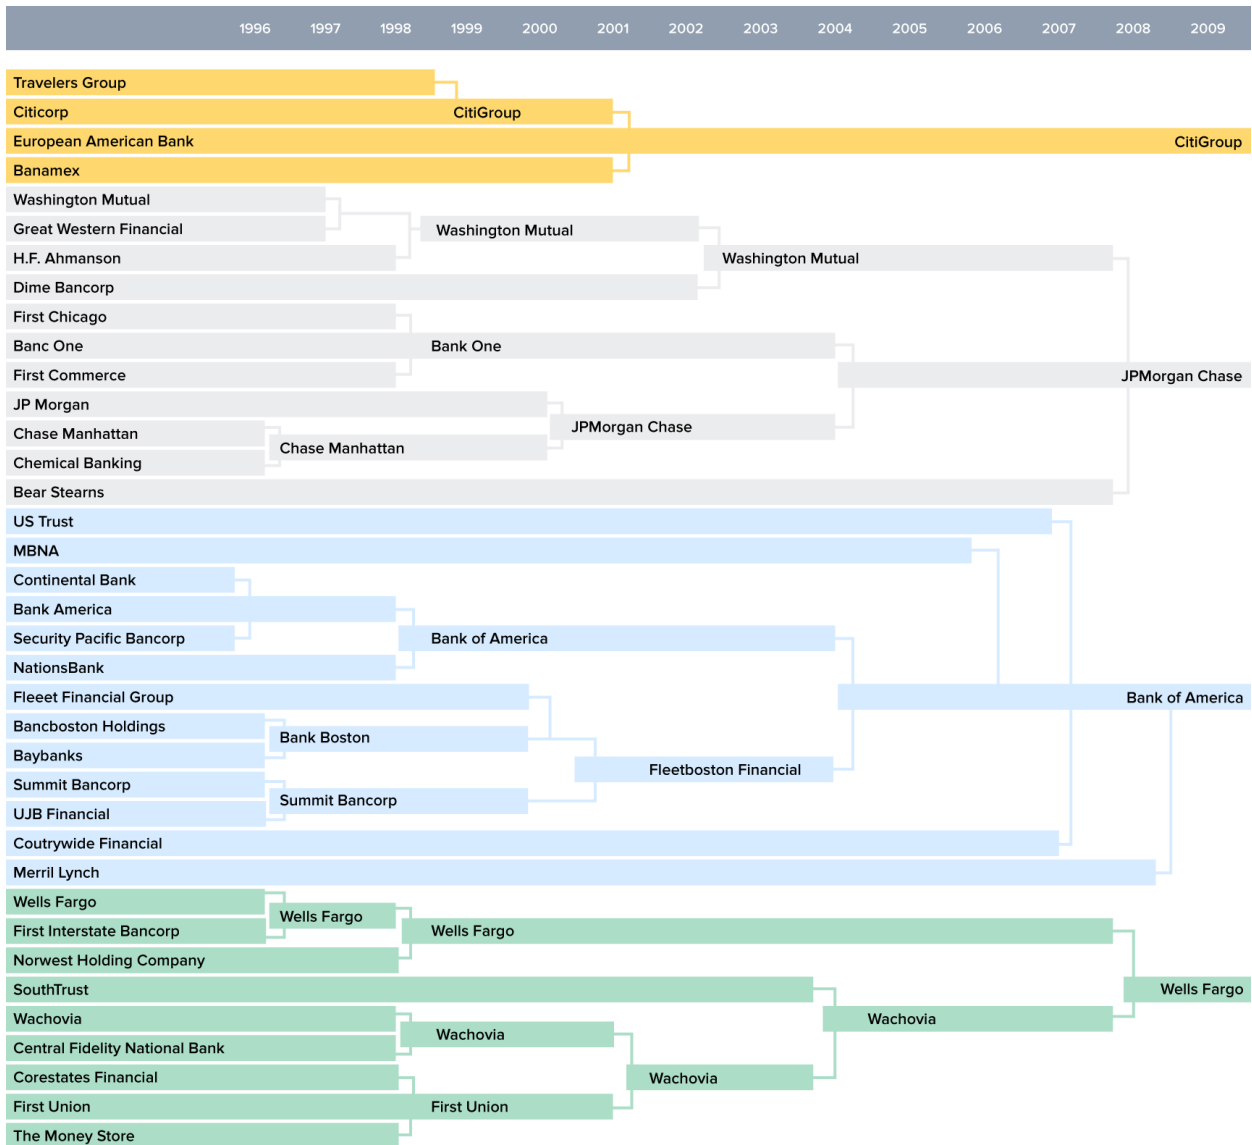 1996 1997 1998 1999 2000 2001 2002 2003 2004 2005 2006 2007 2008 2009
Travelers Group
Citicorp CitiGroup
European American Bank CitiGroup
Banamex
Washington Mutual
Great Western Financial Washington Mutual
H.F. Ahmanson Washington Mutual
Dime Bancorp
First Chicago
Banc One Bank One
First Commerce JPMorgan Chase
JP Morgan
JPMorgan Chase
Chase Manhattan
Chase Manhattan
Chemical Banking
Bear Stearns
US Trust
MBNA
Continental Bank
Bank America
Security Pacific Bancorp Bank of America
NationsBank
Fleeet Financial Group Bank of America
Bancboston Holdings
Bank Boston
Baybanks
Fleetboston Financial
Summit Bancorp
Summit Bancorp
UJB Financial
Coutrywide Financial
Merril Lynch
Wells Fargo
Wells Fargo
First Interstate Bancorp Wells Fargo
Norwest Holding Company
SouthTrust Wells Fargo
Wachovia Wachovia
Wachovia
Central Fidelity National Bank
Corestates Financial Wachovia
First Union First Union
The Money Store